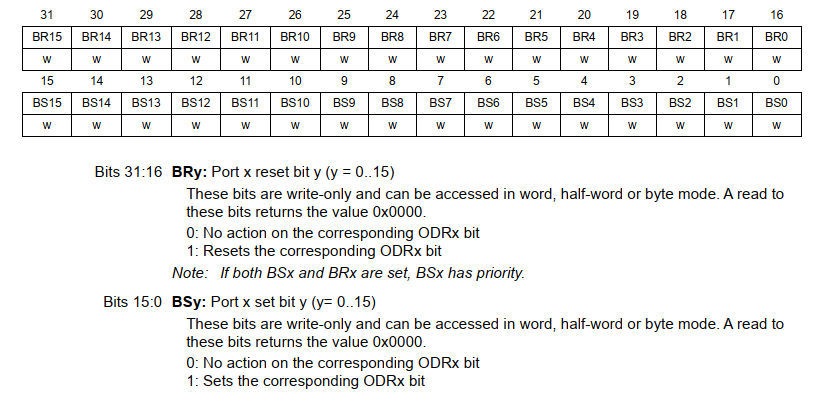 31 30 29 28 27 26 25 24 23 22 21 20 19 18 17 16
BR15 BR14 BR13 BR12 BR11 BR10 BR9 BR8 BR7 BR6 BR5 BR4 BR3 BR2 BR1 BR0
w w w w w w w w w w w w w w w w
15 14 13 12 11 10 9 8 7 6 5 4 3 2 1 0
BS15 BS14 BS13 BS12 BS11 BS10 BS9 BS8 BS7 BS6 BS5 BS4 BS3 BS2 BS1 BS0
w w w w w w w w w w w w w w w w
Bits 31:16 BRy: Port x reset bit y (y = 0..15)
These bits are write-only and can be accessed in word, half-word or byte mode. A read to
these bits returns the value 0x0000.
0: No action on the corresponding ODRx bit
1: Resets the corresponding ODRx bit
Note: If both BSx and BRx are set, BSx has priority.
Bits 15:0 BSy: Port x set bit y (y= 0..15)
These bits are write-only and can be accessed in word, half-word or byte mode. A read to
these bits returns the value 0x0000.
0: No action on the corresponding ODRx bit
1: Sets the corresponding ODRx bit